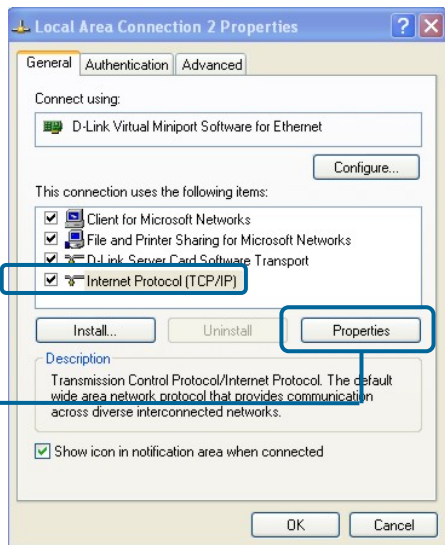 Local Area Connection 2 Properties
General Authentication Advanced
Connect using:
D-Link Virtual Miniport Software for Ethernet
Configure...
This connection uses the following items:
Client for Microsoft Networks
File and Printer Sharing for Microsoft Networks
D-Link Server Card Software Transport
Internet Protocol (TCP/IP)
Install... Uninstall Properties
Description
Transmission Control Protocol/Internet Protocol. The default
wide area network protocol that provides communication
across diverse interconnected networks.
Show icon in notification area when connected
OK Cancel